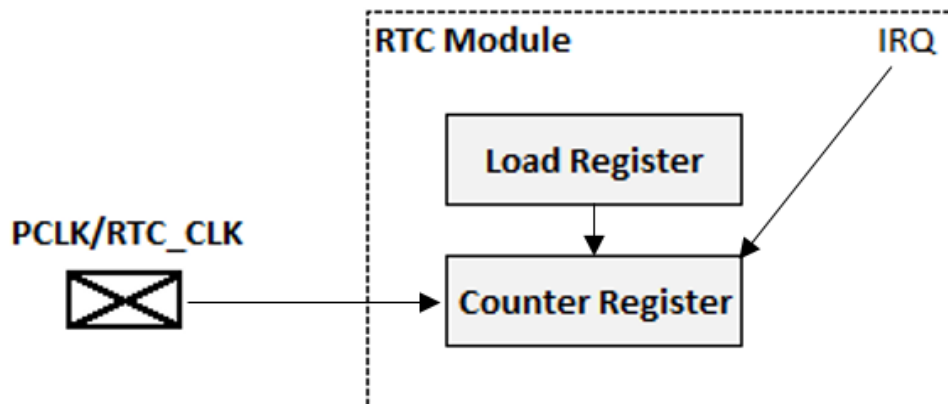 RTC Module
IRQ
Load Register
PCLK/RTC_CLK
Counter Register